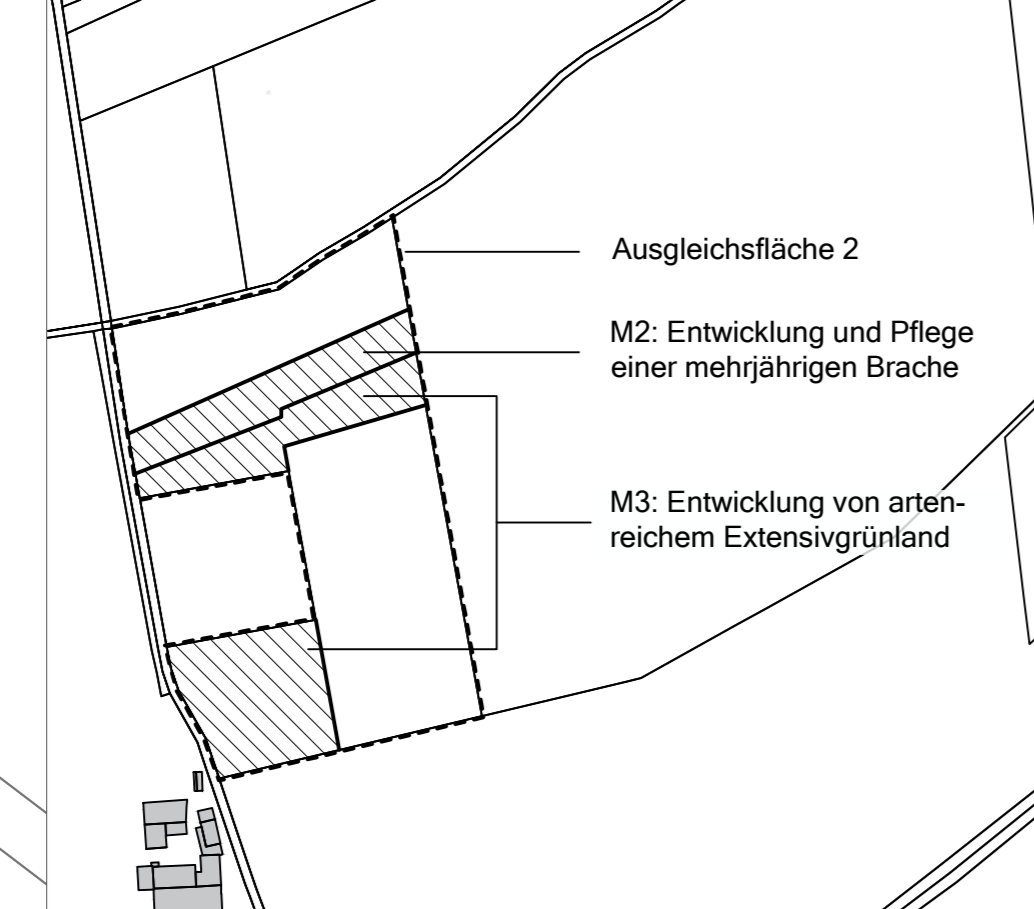 Ausgleichsfläche 2
M2: Entwicklung und Pflege
einer mehrjährigen Brache
M3: Entwicklung von arten-
reichem Extensivgrünland